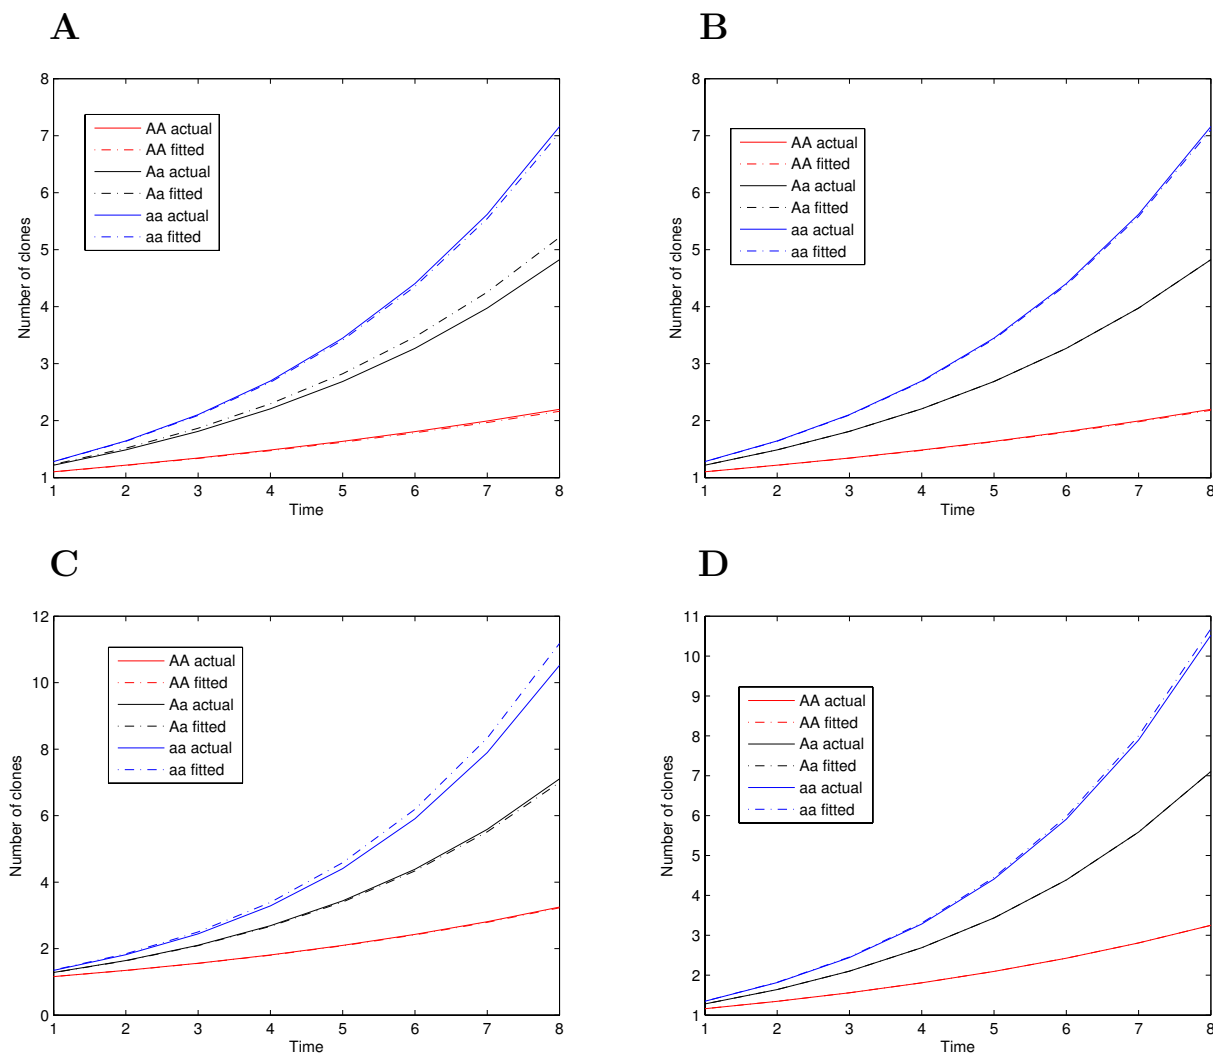 A
8
7
6
5
4
3
2
1
Number of clones
AA actual
AA fitted
Aa actual
Aa fitted
aa actual
aa fitted
1 2 3 4 5 6 7 8
Time
B
8
7
6
5
4
3
2
1
Number of clones
AA actual
AA fitted
Aa actual
Aa fitted
aa actual
aa fitted
1 2 3 4 5 6 7 8
Time
C
12
10
8
6
4
2
0
Number of clones
AA actual
AA fitted
Aa actual
Aa fitted
aa actual
aa fitted
1 2 3 4 5 6 7 8
Time
D
11
10
9
8
7
6
5
4
3
2
1
Number of clones
AA actual
AA fitted
Aa actual
Aa fitted
aa actual
aa fitted
1 2 3 4 5 6 7 8
Time